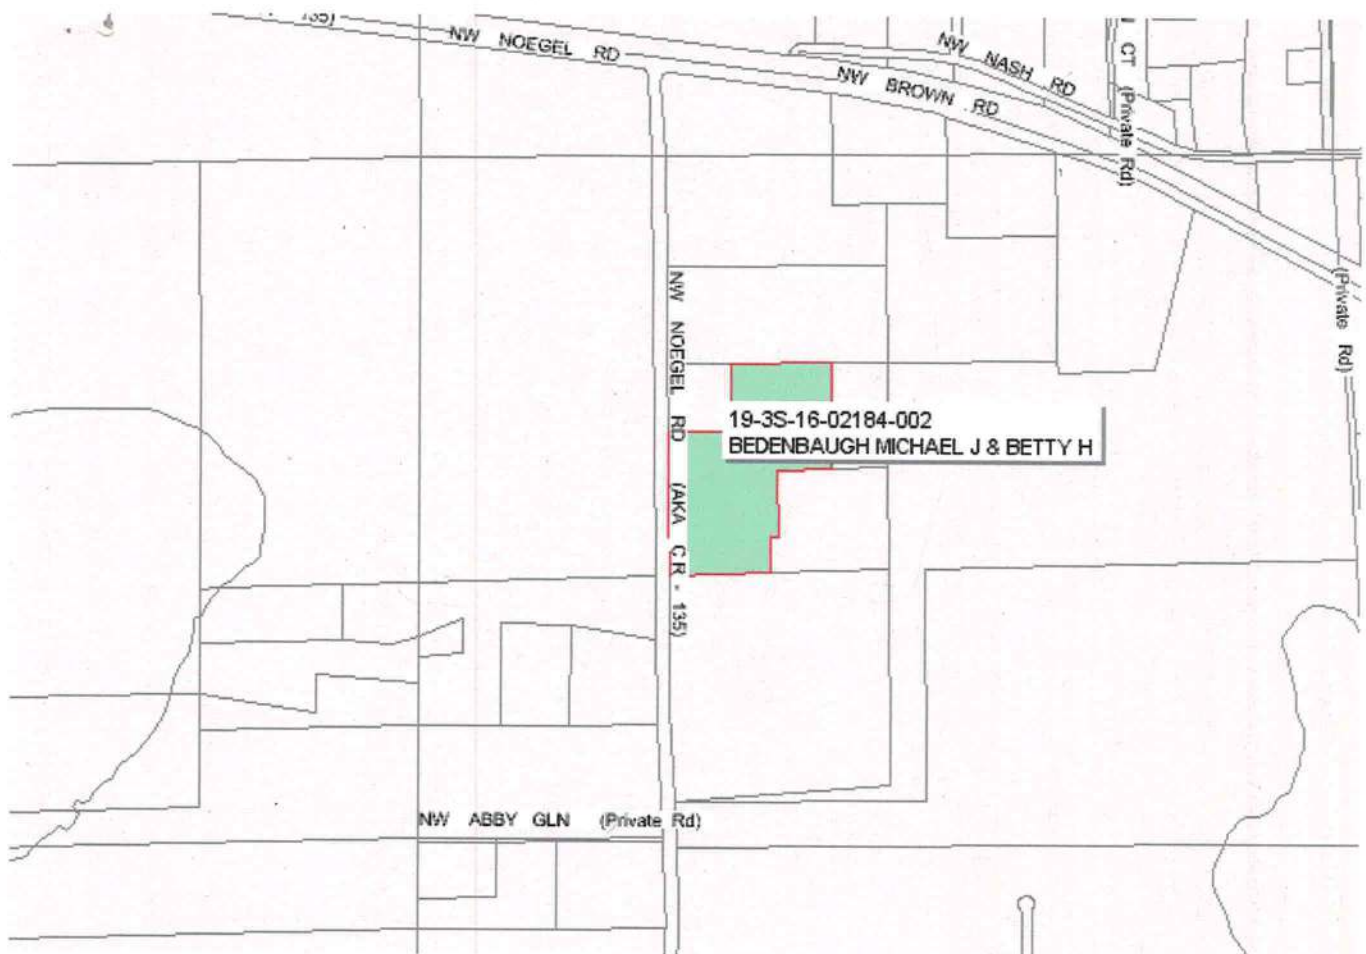 135)
NW NOEGEL RD
NW BROWN RD
NW NASH RD
CT (Private Rd)
(Private Rd)
NW NOEGEL RD (AKA C.R - 135)
19-3S-16-02184-002
BEDENBAUGH MICHAEL J & BETTY H
NW ABBY GLN (Private Rd)